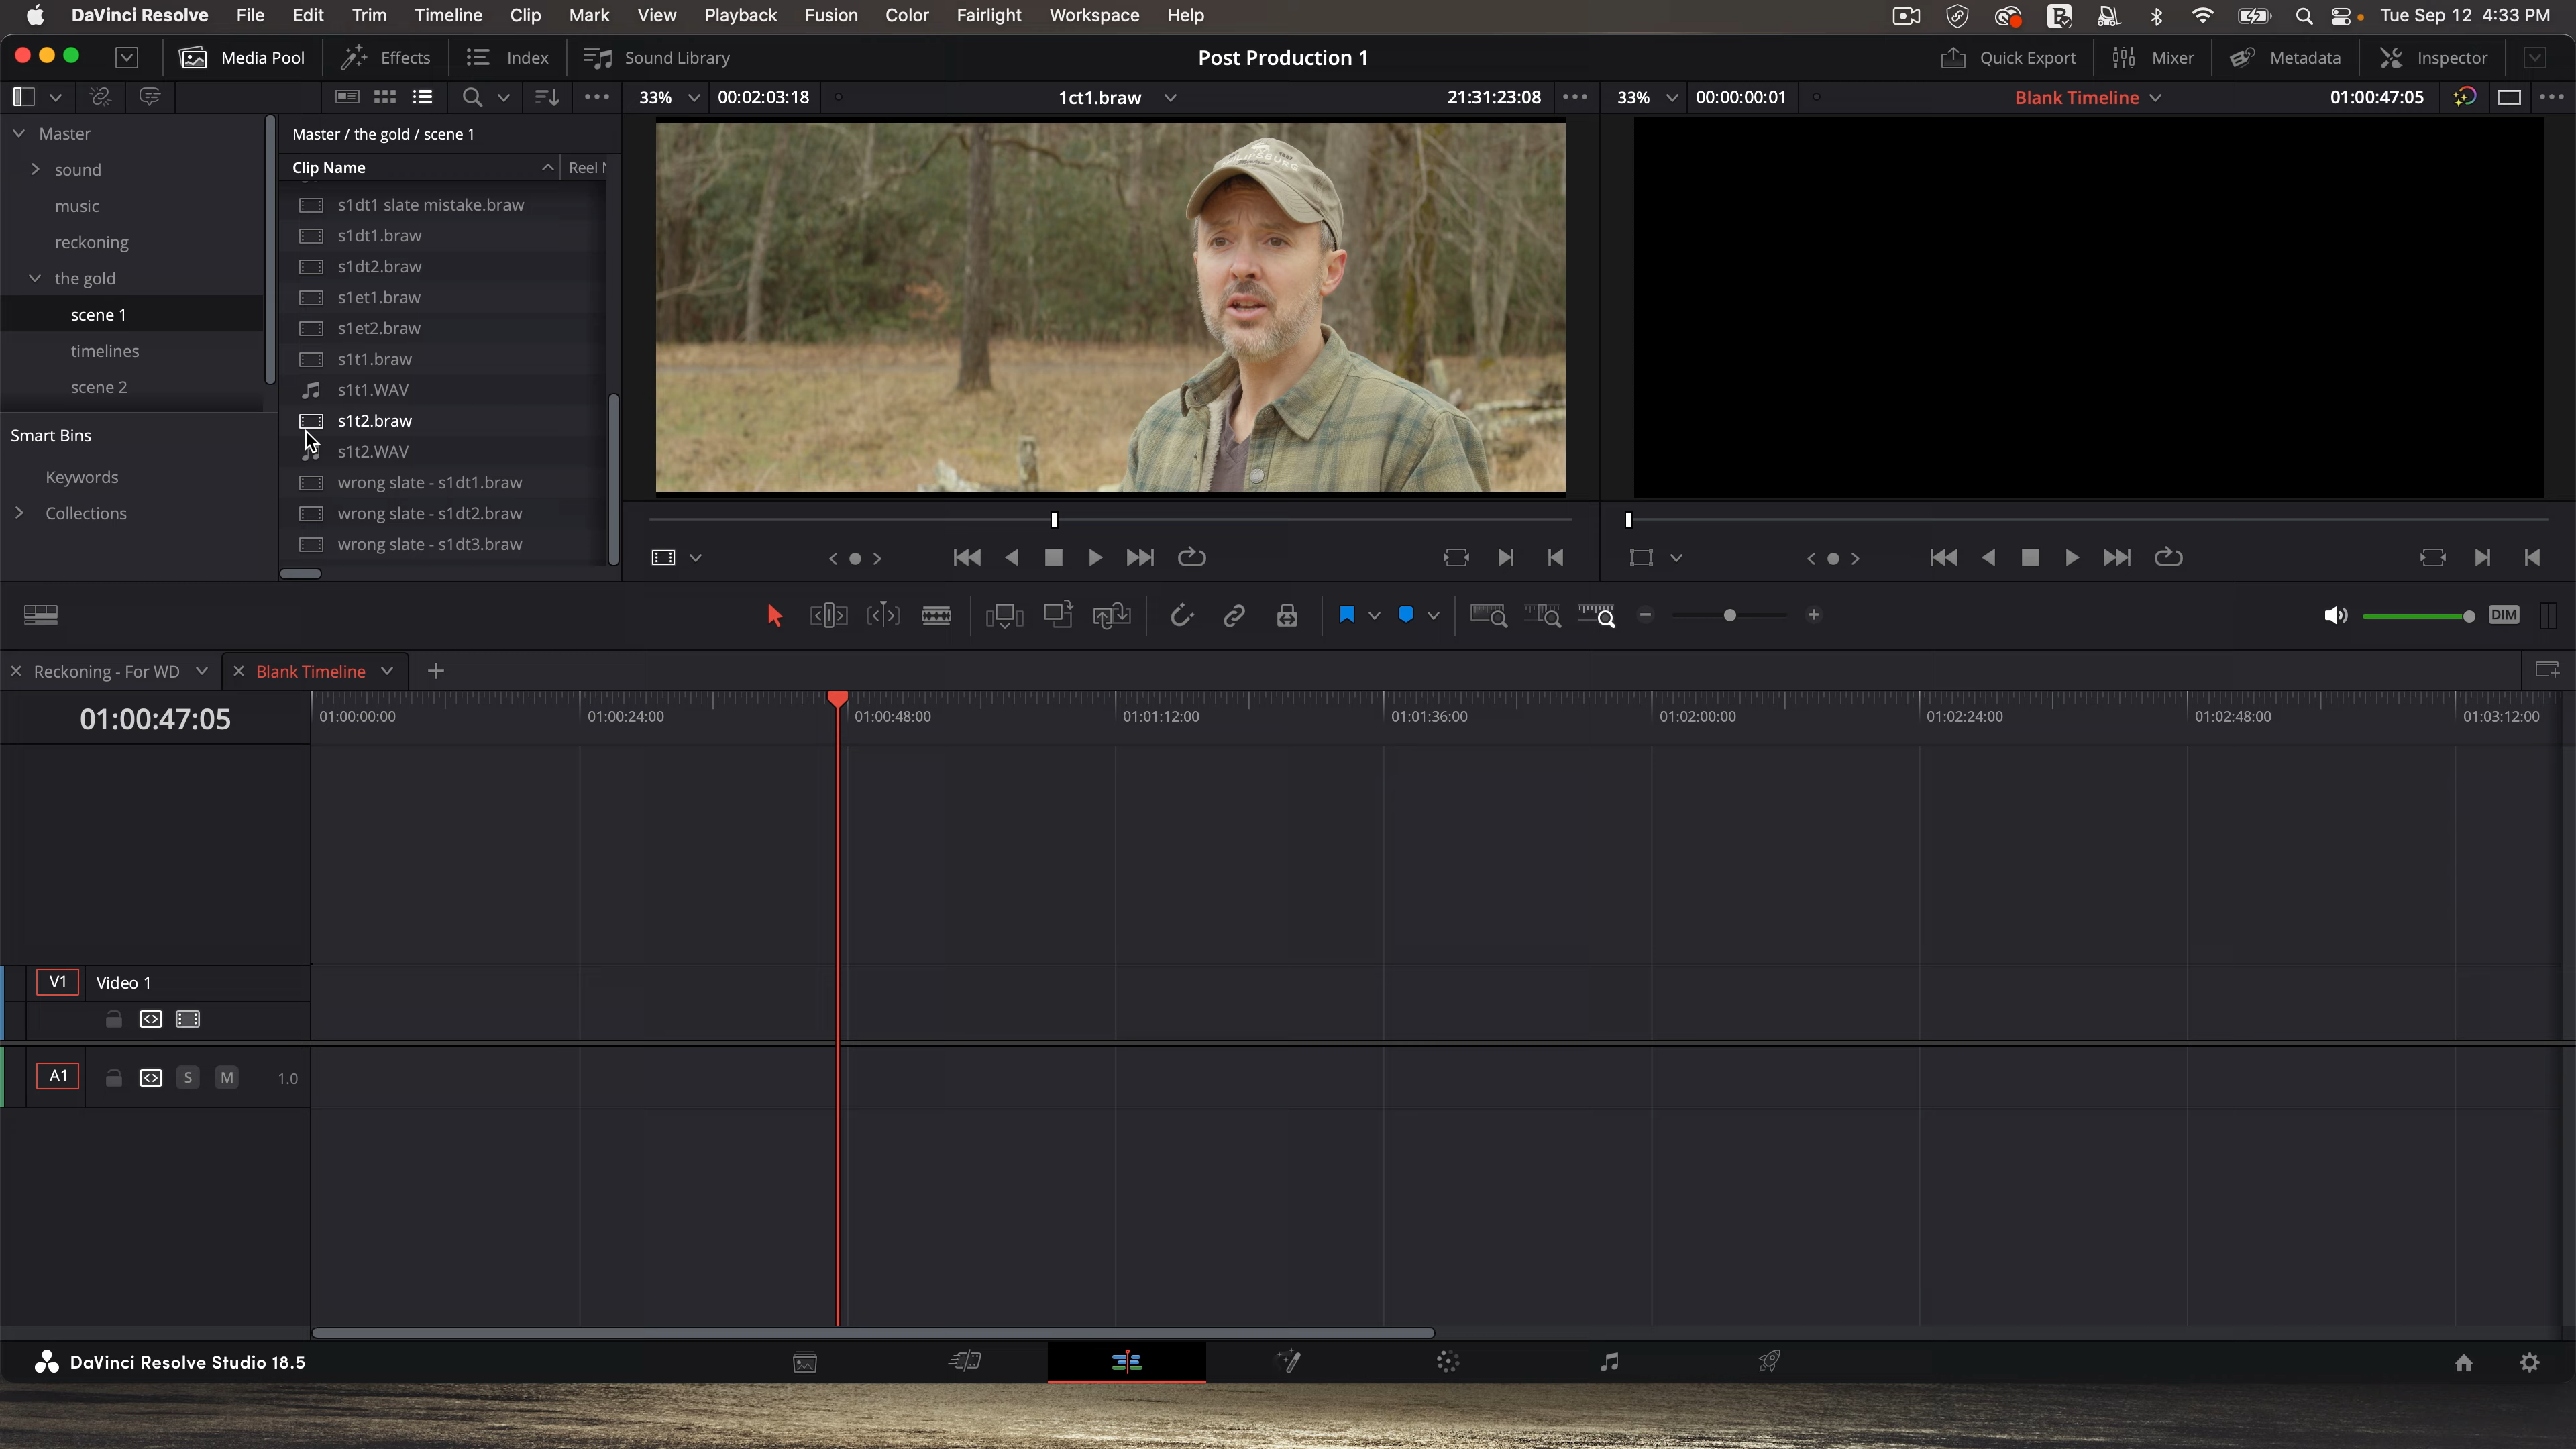 DaVinci Resolve File Edit Trim Timeline Clip Mark View Playback Fusion Color Fairlight Workspace Help Tue Sep 12 4:33 PM
Media Pool Effects Index Sound Library Post Production 1 Quick Export Mixer Metadata Inspector
33% 00:02:03:18 1ct1.braw 21:31:23:08 33% 00:00:00:01 Blank Timeline 01:00:47:05
Master
sound
music
reckoning
the gold
scene 1
timelines
scene 2
Smart Bins
Keywords
Collections
Master / the gold / scene 1
Clip Name Reel N
s1dt1 slate mistake.braw
s1dt1.braw
s1dt2.braw
s1et1.braw
s1et2.braw
s1t1.braw
s1t1.WAV
s1t2.braw
s1t2.WAV
wrong slate - s1dt1.braw
wrong slate - s1dt2.braw
wrong slate - s1dt3.braw
DIM
Reckoning - For WD Blank Timeline
01:00:47:05 01:00:00:00 01:00:24:00 01:00:48:00 01:01:12:00 01:01:36:00 01:02:00:00 01:02:24:00 01:02:48:00 01:03:12:00
V1 Video 1
A1 S M 1.0
DaVinci Resolve Studio 18.5